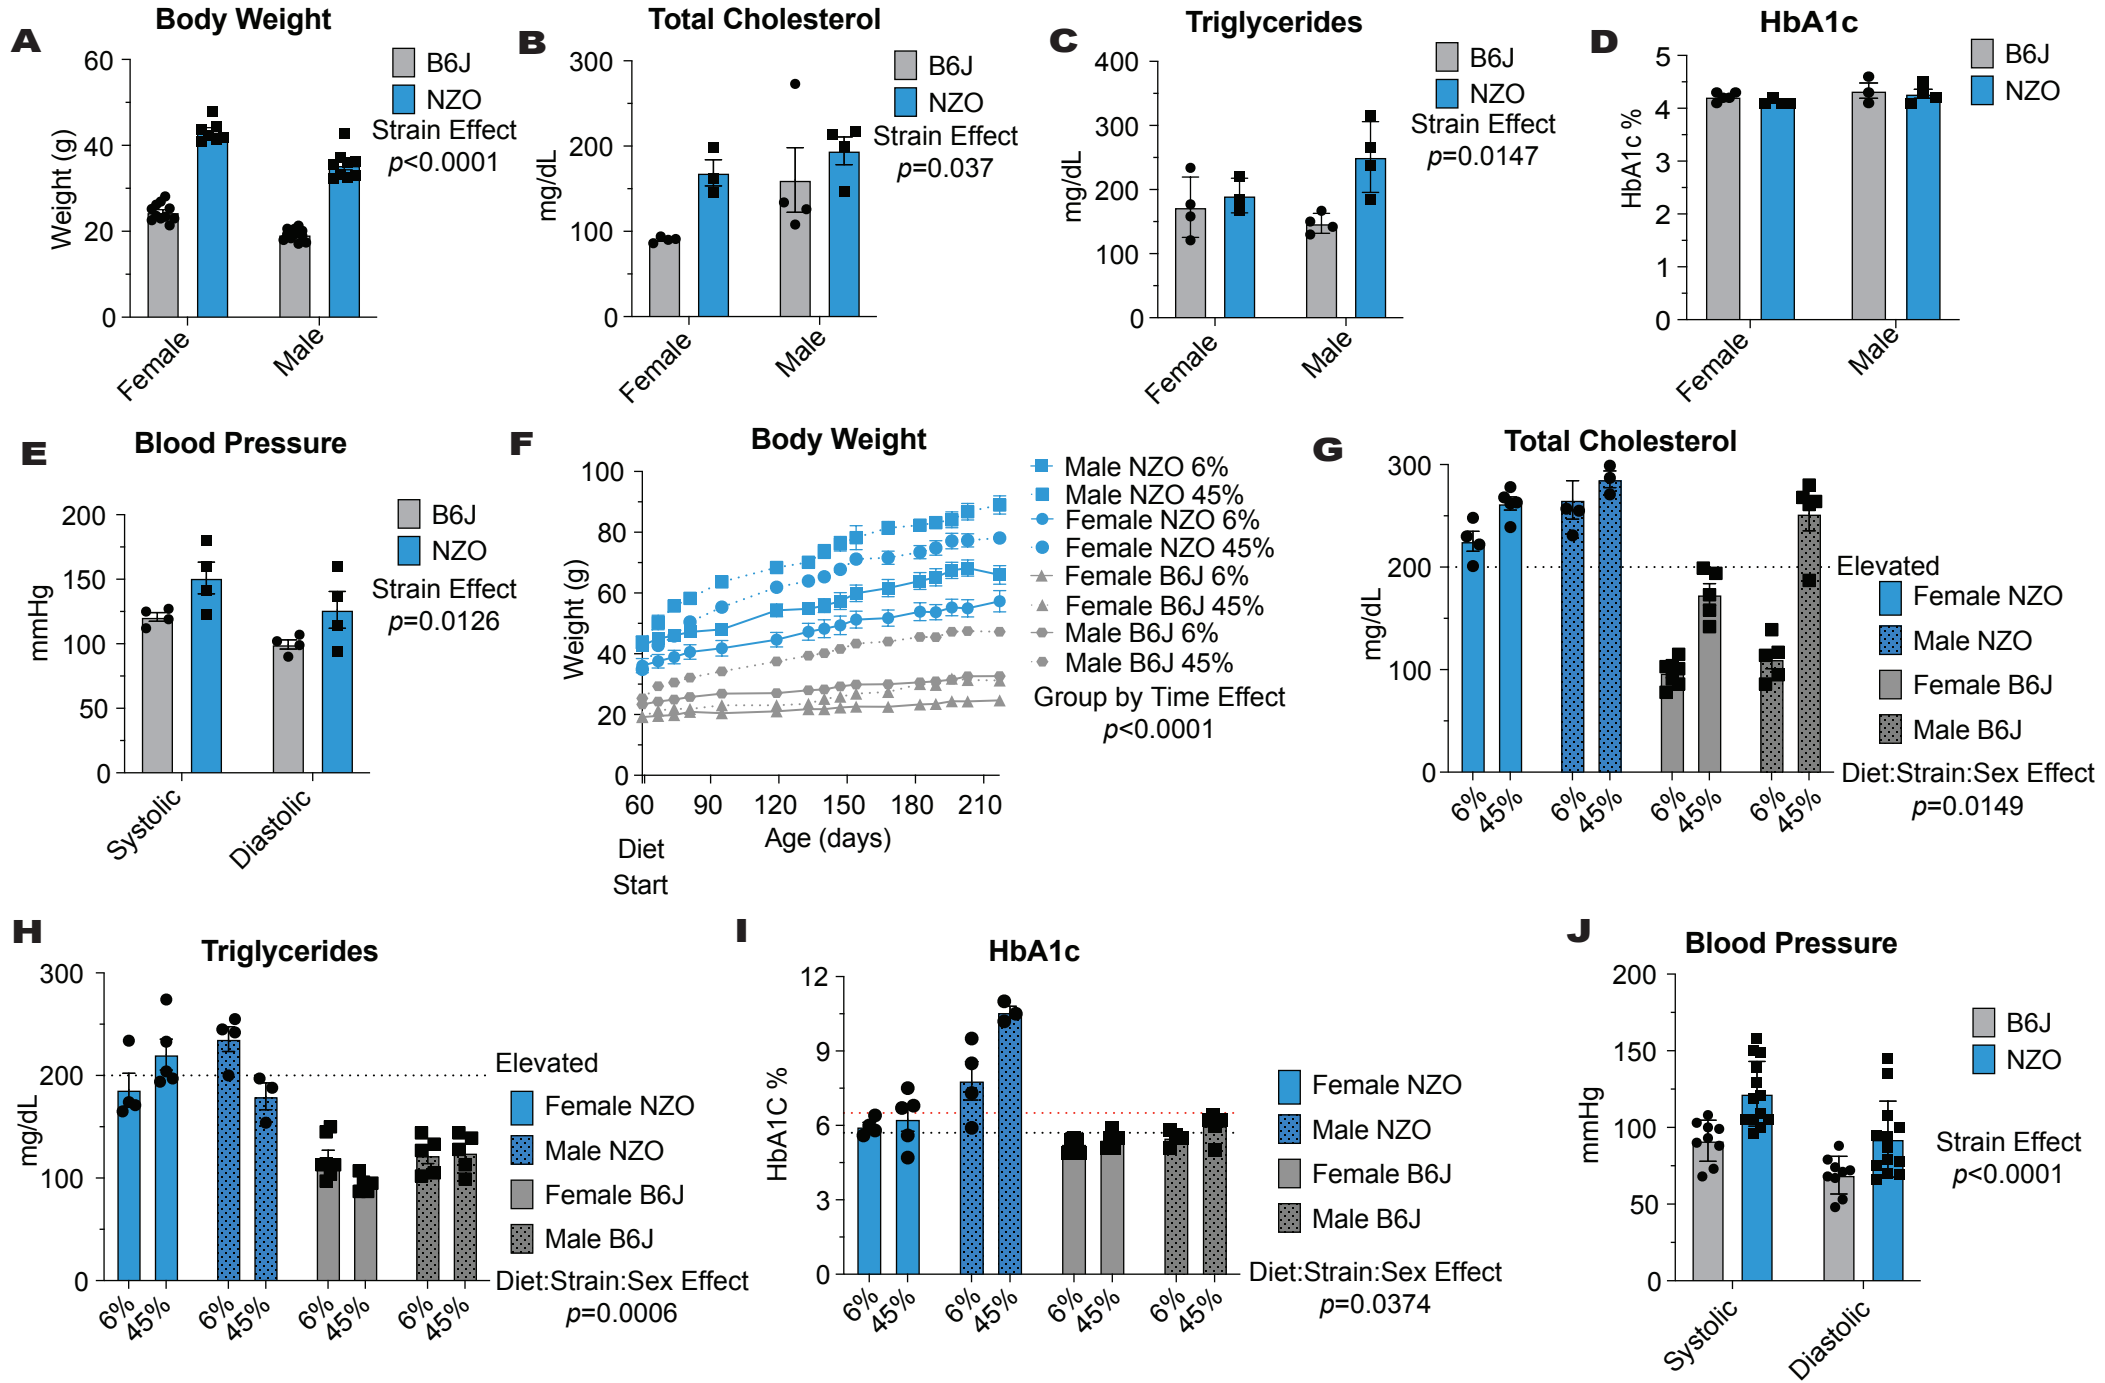 A
Body Weight
B6J
NZO
Strain Effect
p<0.0001
Weight (g)
60
40
20
0
Female
Male
B
Total Cholesterol
B6J
NZO
Strain Effect
p=0.037
mg/dL
300
200
100
0
Female
Male
C
Triglycerides
B6J
NZO
Strain Effect
p=0.0147
mg/dL
400
300
200
100
0
Female
Male
D
HbA1c
B6J
NZO
HbA1c %
5
4
3
2
1
0
Female
Male
E
Blood Pressure
B6J
NZO
Strain Effect
p=0.0126
mmHg
200
150
100
50
0
Systolic
Diastolic
F
Body Weight
Weight (g)
100
80
60
40
20
0
60
90
120
150
180
210
Age (days)
Diet
Start
Male NZO 6%
Male NZO 45%
Female NZO 6%
Female NZO 45%
Female B6J 6%
Female B6J 45%
Male B6J 6%
Male B6J 45%
Group by Time Effect
p<0.0001
G
Total Cholesterol
mg/dL
300
200
100
0
6%
45%
6%
45%
6%
45%
6%
45%
Elevated
Female NZO
Male NZO
Female B6J
Male B6J
Diet:Strain:Sex Effect
p=0.0149
H
Triglycerides
mg/dL
300
200
100
0
6%
45%
6%
45%
6%
45%
6%
45%
Elevated
Female NZO
Male NZO
Female B6J
Male B6J
Diet:Strain:Sex Effect
p=0.0006
I
HbA1c
HbA1C %
12
9
6
3
0
6%
45%
6%
45%
6%
45%
6%
45%
Female NZO
Male NZO
Female B6J
Male B6J
Diet:Strain:Sex Effect
p=0.0374
J
Blood Pressure
mmHg
200
150
100
50
0
Systolic
Diastolic
B6J
NZO
Strain Effect
p<0.0001